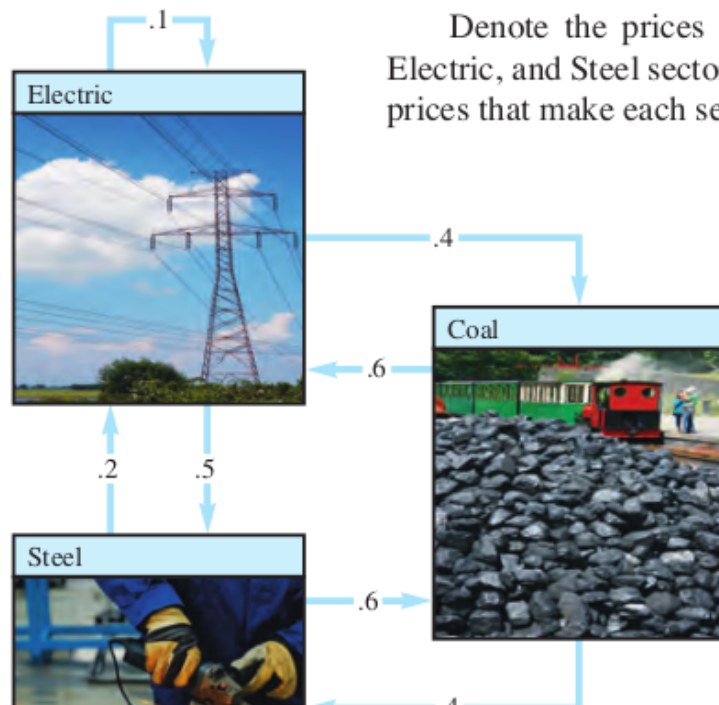 .1
Denote the prices
Electric, and Steel secto
prices that make each se
Electric
.4
Coal
.6
.2
.5
Steel
.6